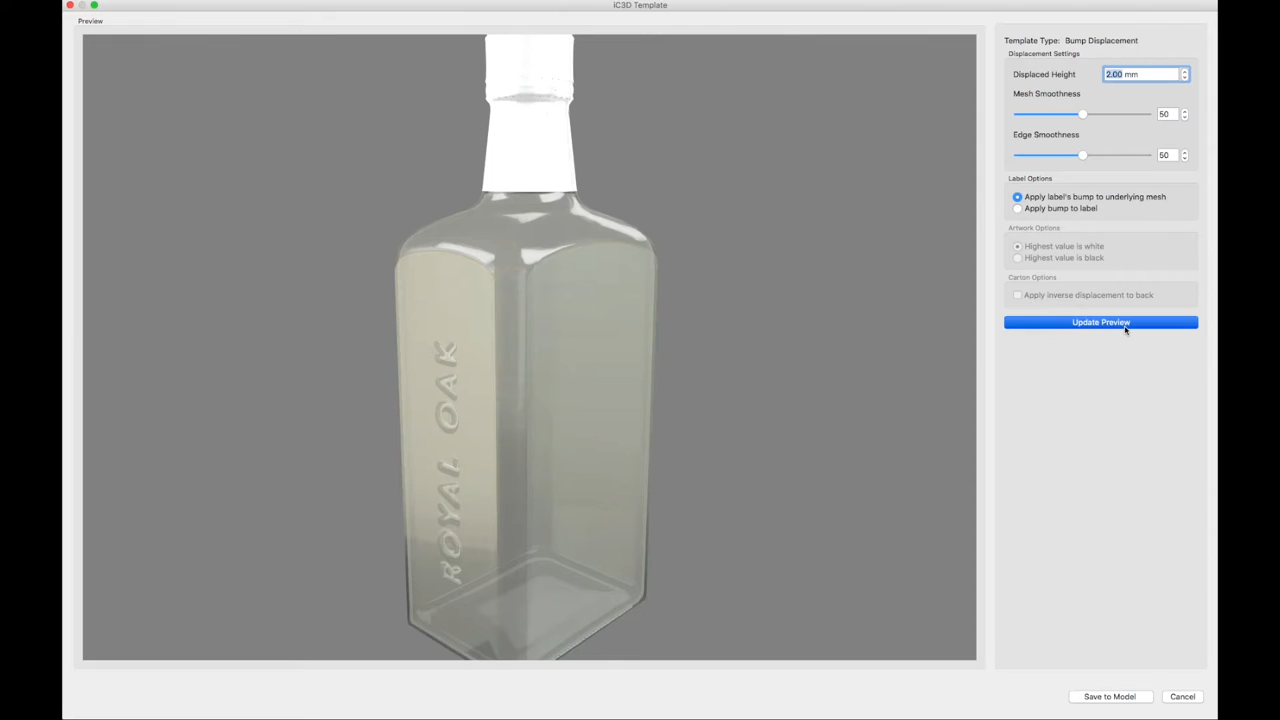 iC3D Template
Preview
Template Type: Bump Displacement
Displacement Settings
Displaced Height 2.00 mm
Mesh Smoothness
50
Edge Smoothness
50
Label Options
Apply label's bump to underlying mesh
Apply bump to label
Artwork Options
Highest value is white
Highest value is black
Carton Options
Apply inverse displacement to back
Update Preview
ROYAL OAK
Save to Model Cancel